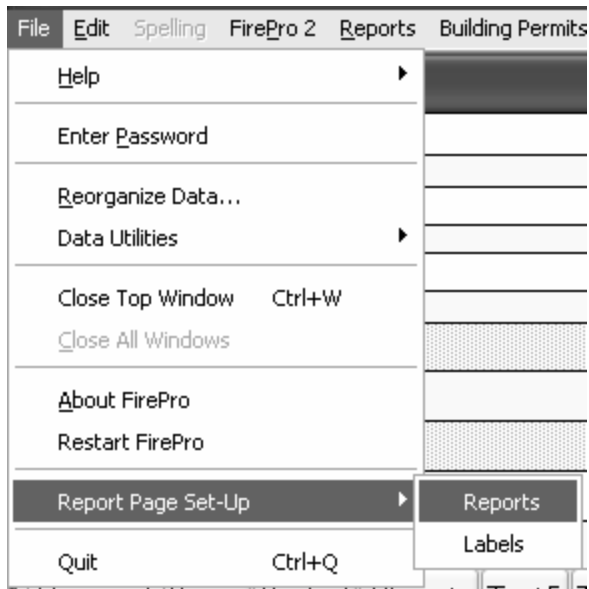 File Edit Spelling FirePro 2 Reports Building Permits
Help
Enter Password
Reorganize Data...
Data Utilities
Close Top Window Ctrl+W
Close All Windows
About FirePro
Restart FirePro
Report Page Set-Up Reports
Labels
Quit Ctrl+Q